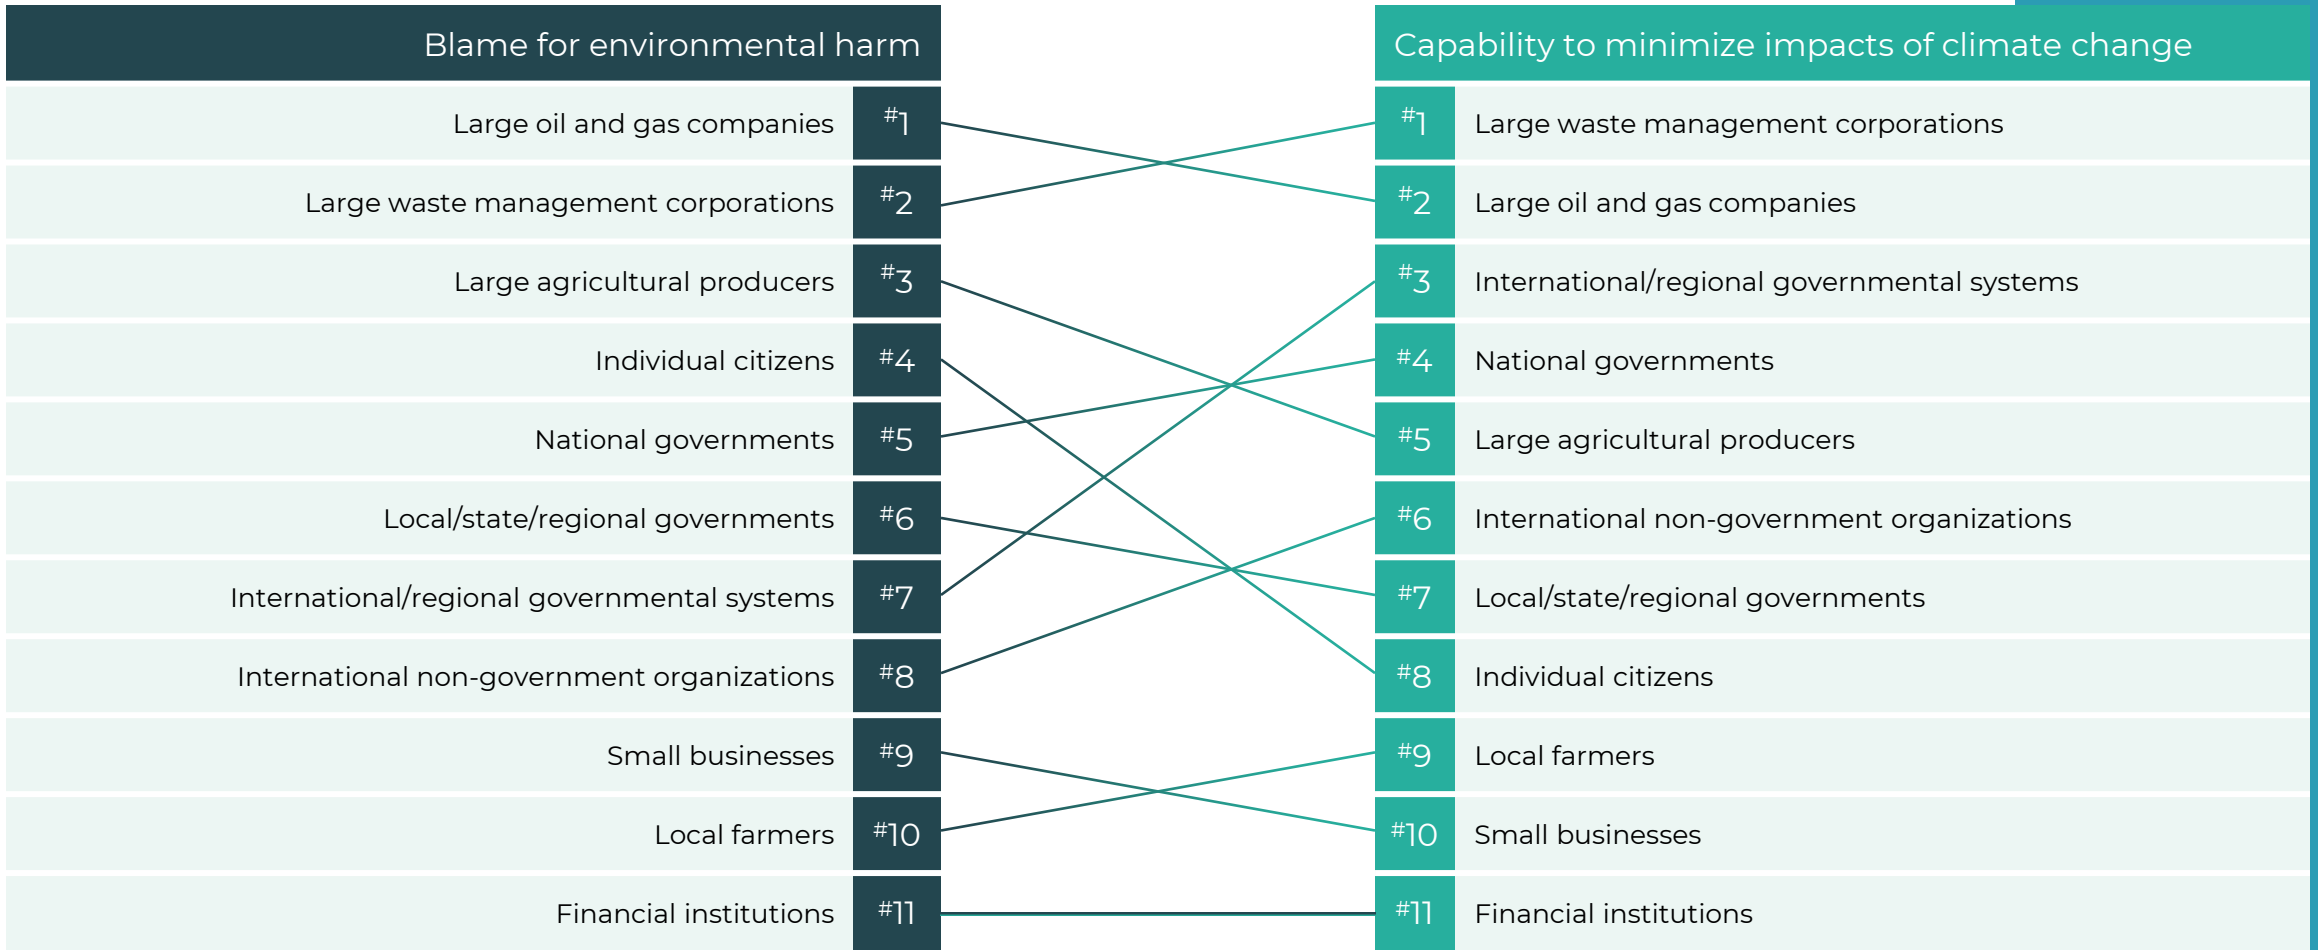 Blame for environmental harm
Large oil and gas companies #1
Large waste management corporations #2
Large agricultural producers #3
Individual citizens #4
National governments #5
Local/state/regional governments #6
International/regional governmental systems #7
International non-government organizations #8
Small businesses #9
Local farmers #10
Financial institutions #11
Capability to minimize impacts of climate change
#1 Large waste management corporations
#2 Large oil and gas companies
#3 International/regional governmental systems
#4 National governments
#5 Large agricultural producers
#6 International non-government organizations
#7 Local/state/regional governments
#8 Individual citizens
#9 Local farmers
#10 Small businesses
#11 Financial institutions